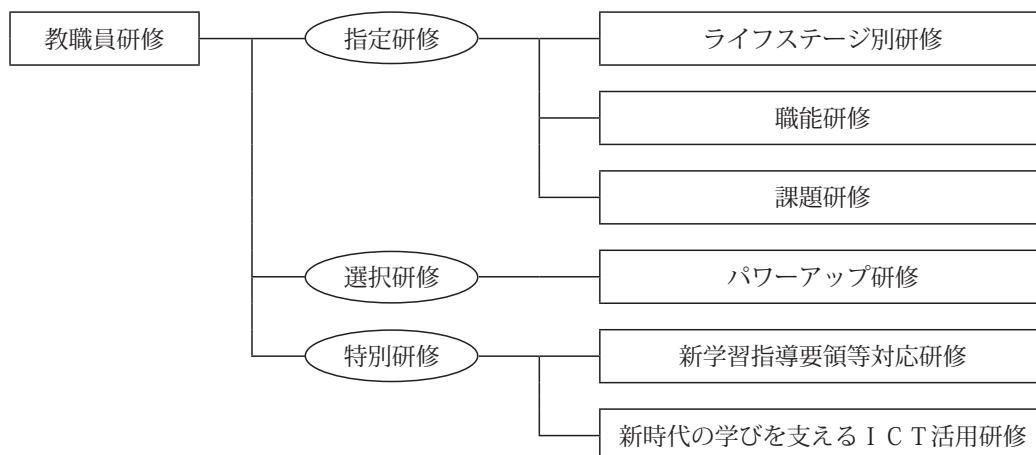 教職員研修
指定研修
ライフステージ別研修
職能研修
課題研修
選択研修
パワーアップ研修
特別研修
新学習指導要領等対応研修
新時代の学びを支えるＩＣＴ活用研修